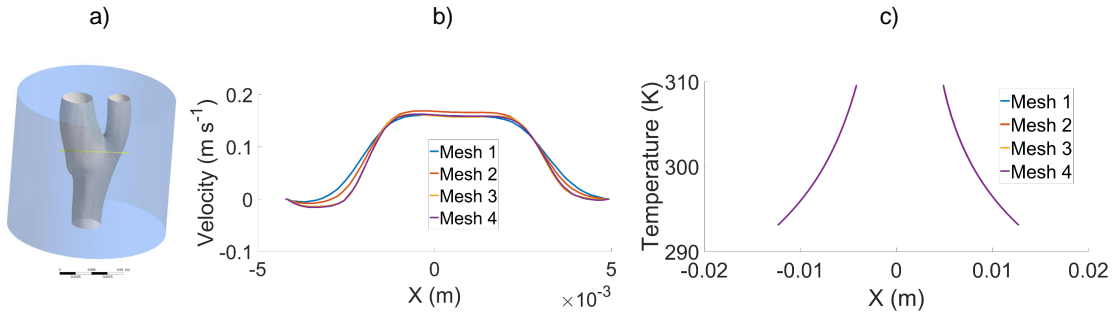 a)
b)
c)
0.2
0.1
0
-0.1
Velocity (m s⁻¹)
Mesh 1
Mesh 2
Mesh 3
Mesh 4
-5
0
5
×10⁻³
X (m)
310
300
290
Temperature (K)
Mesh 1
Mesh 2
Mesh 3
Mesh 4
-0.02
-0.01
0
0.01
0.02
X (m)